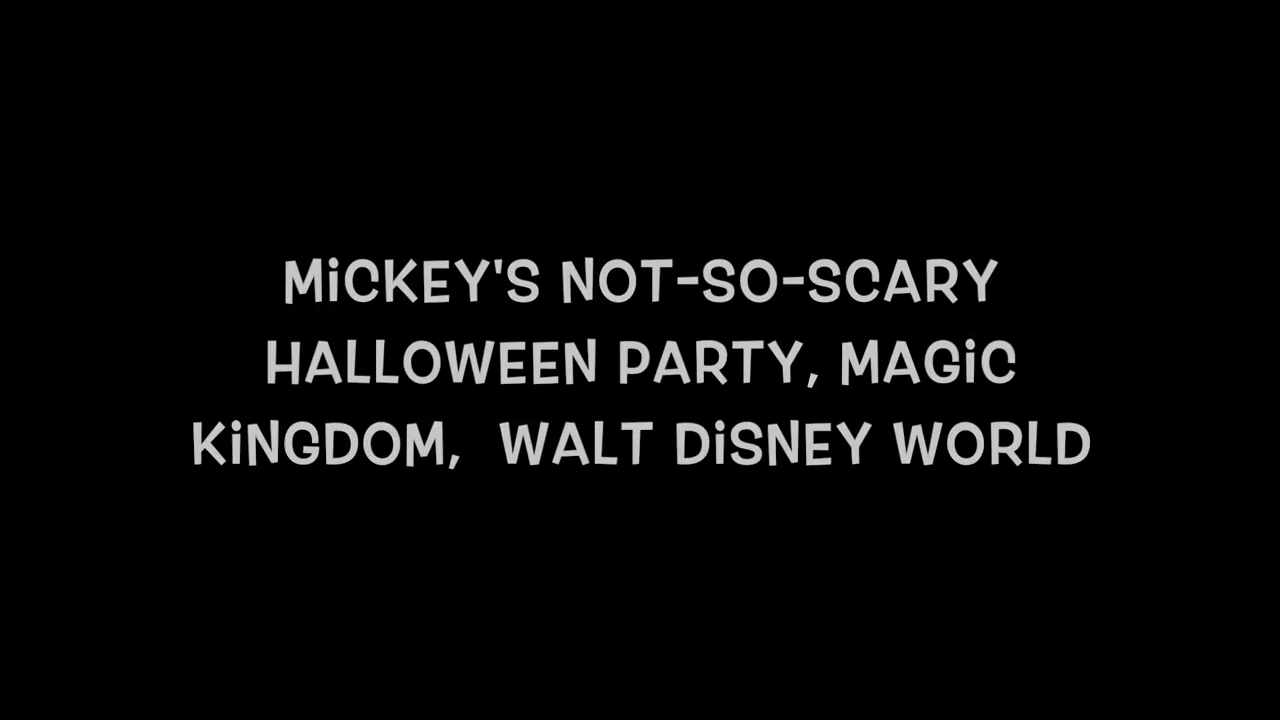 MiCKEY'S NOT-SO-SCARY
HALLOWEEN PARTY, MAGiC
KiNGDOM,  WALT DiSNEY WORLD